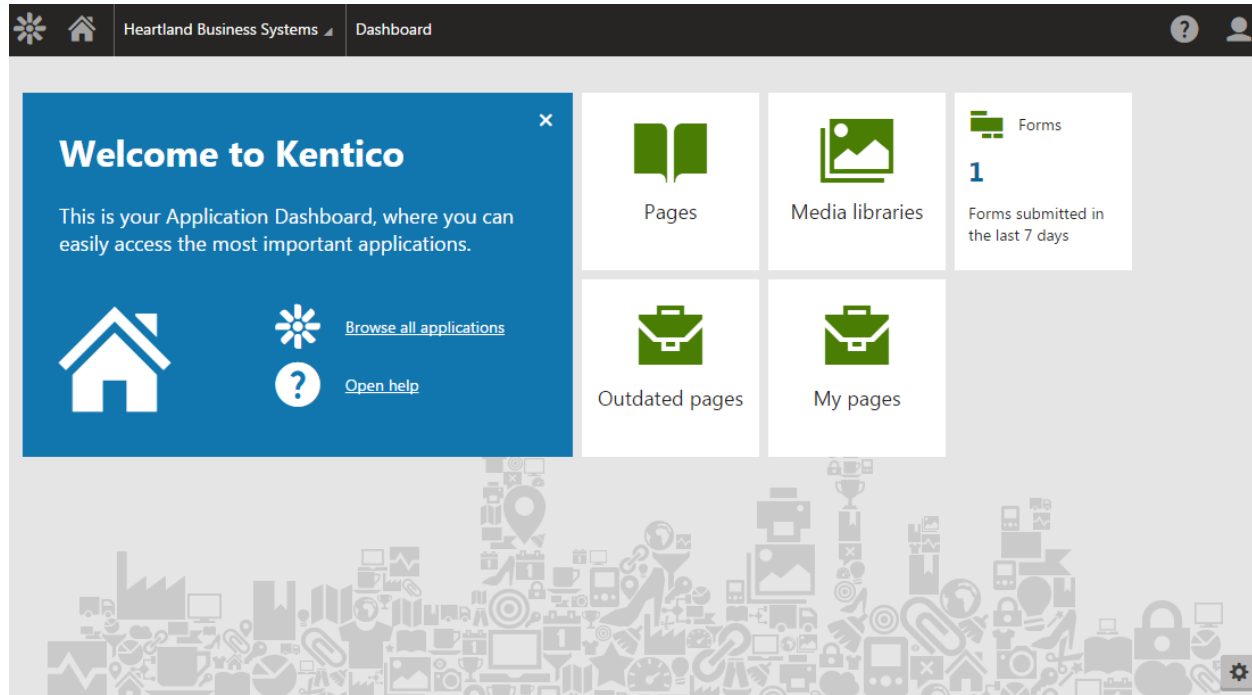 Heartland Business Systems
Dashboard
Welcome to Kentico
This is your Application Dashboard, where you can
easily access the most important applications.
Browse all applications
? Open help
Pages
Media libraries
Forms
1
Forms submitted in
the last 7 days
Outdated pages
My pages